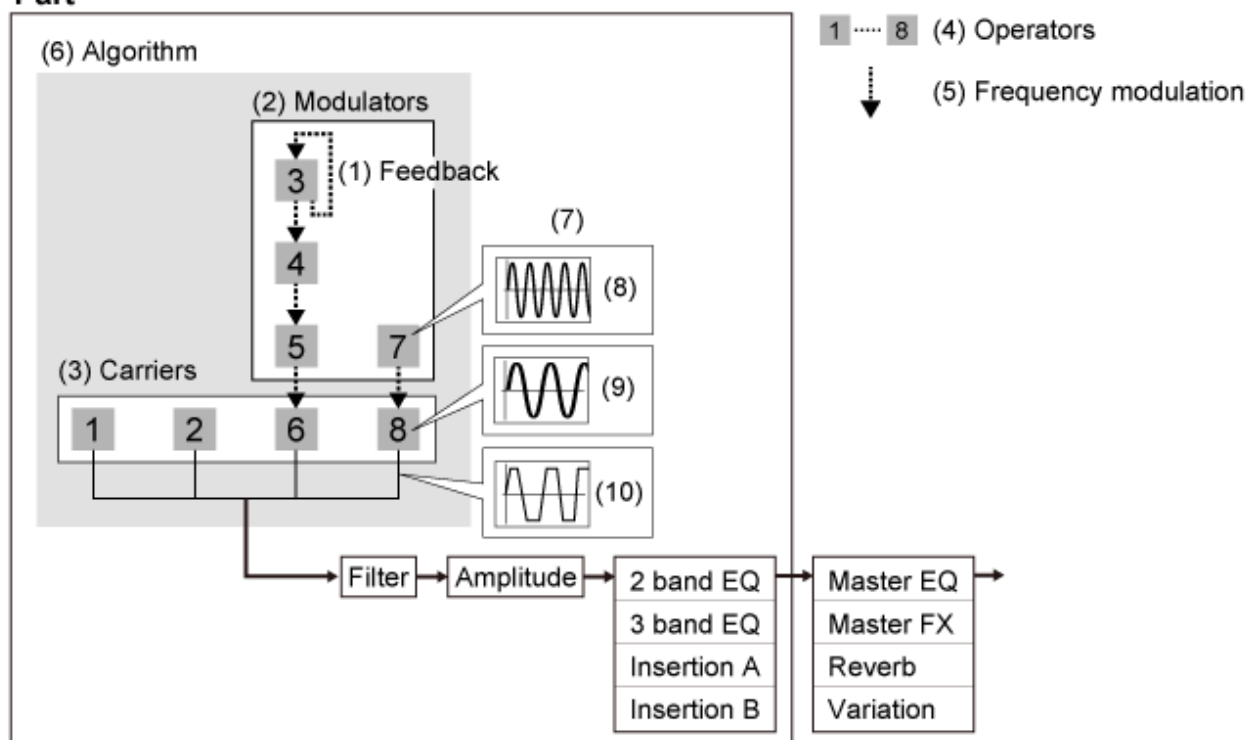 Part
(6) Algorithm
1 8 (4) Operators
(5) Frequency modulation
(2) Modulators
3 (1) Feedback
4
(7)
(8)
5 7
(3) Carriers
(9)
1 2 6 8
(10)
Filter Amplitude 2 band EQ Master EQ
3 band EQ Master FX
Insertion A Reverb
Insertion B Variation